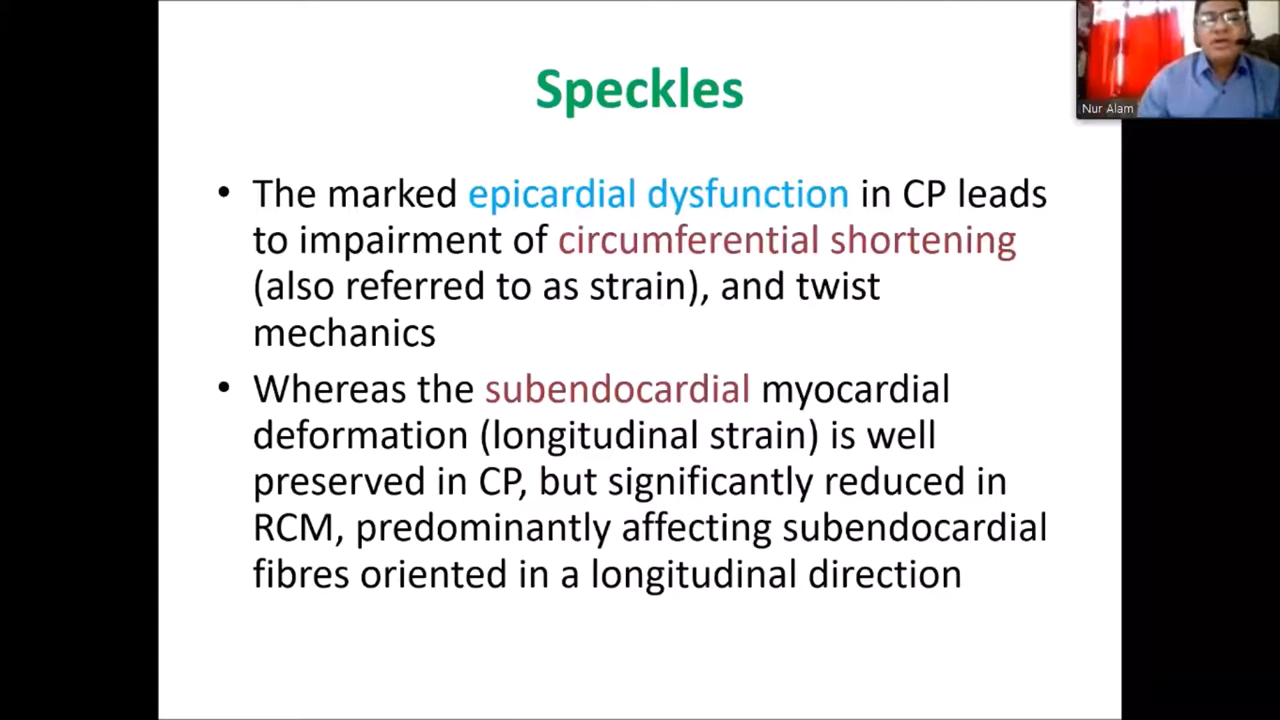 Speckles
Nur Alam
• The marked epicardial dysfunction in CP leads
to impairment of circumferential shortening
(also referred to as strain), and twist
mechanics
• Whereas the subendocardial myocardial
deformation (longitudinal strain) is well
preserved in CP, but significantly reduced in
RCM, predominantly affecting subendocardial
fibres oriented in a longitudinal direction